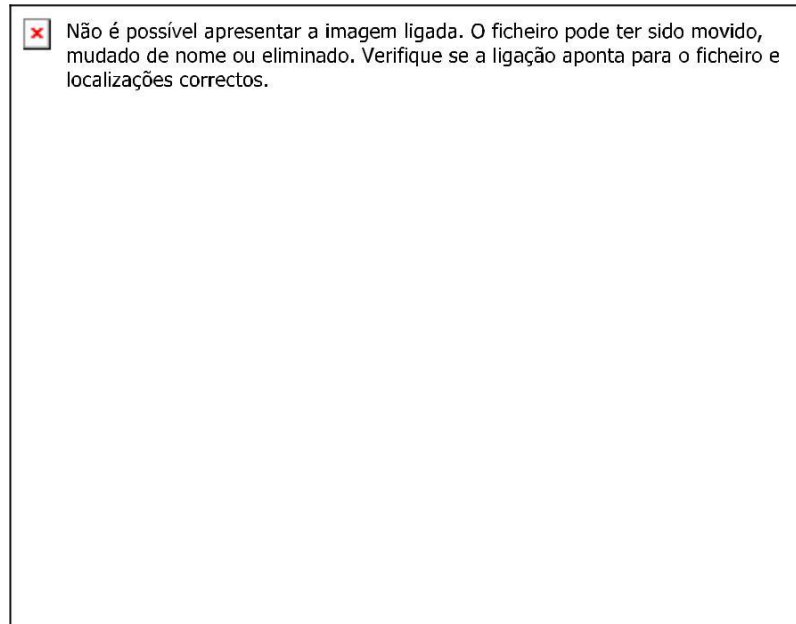 Não é possível apresentar a imagem ligada. O ficheiro pode ter sido movido,
mudado de nome ou eliminado. Verifique se a ligação aponta para o ficheiro e
localizações correctos.